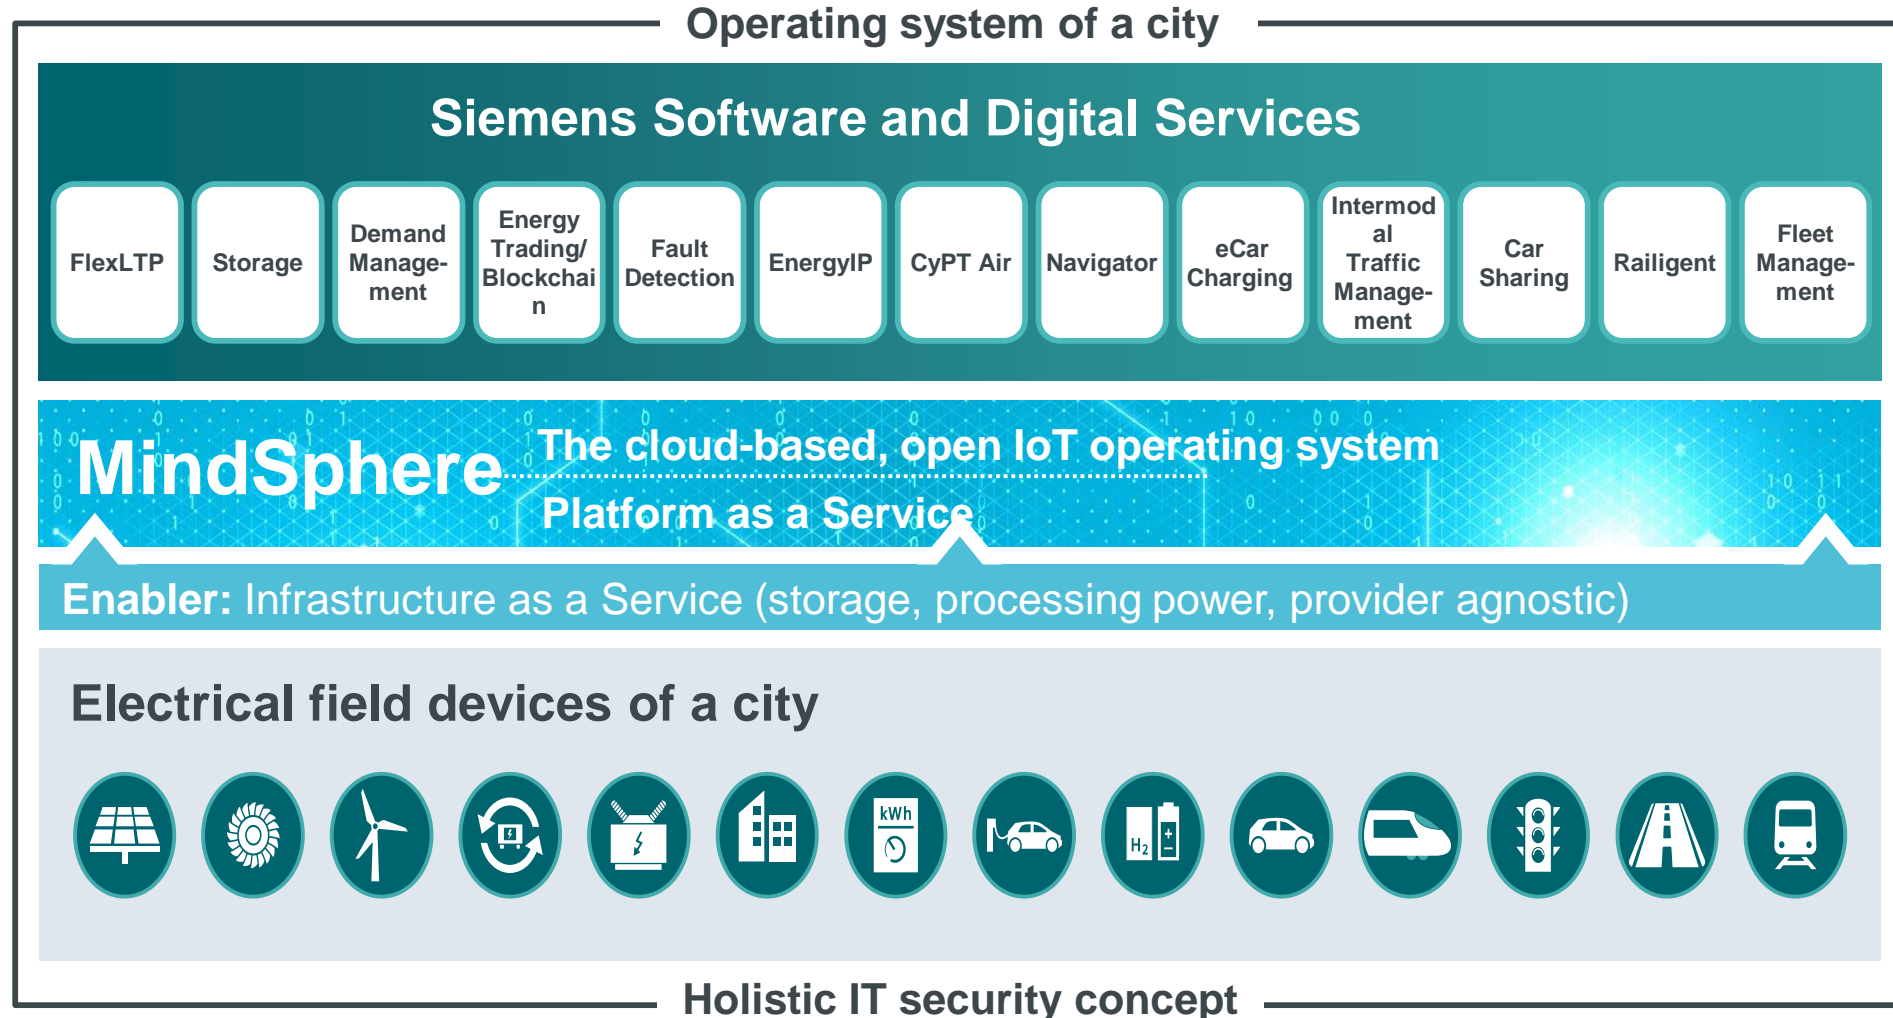 Operating system of a city
Siemens Software and Digital Services
FlexLTP
Storage
Demand
Manage-
ment
Energy
Trading/
Blockchai
n
Fault
Detection
EnergyIP
CyPT Air
Navigator
eCar
Charging
Intermod
al
Traffic
Manage-
ment
Car
Sharing
Railigent
Fleet
Manage-
ment
MindSphere
The cloud-based, open IoT operating system
Platform as a Service
Enabler: Infrastructure as a Service (storage, processing power, provider agnostic)
Electrical field devices of a city
kWh
H₂
+
−
Holistic IT security concept